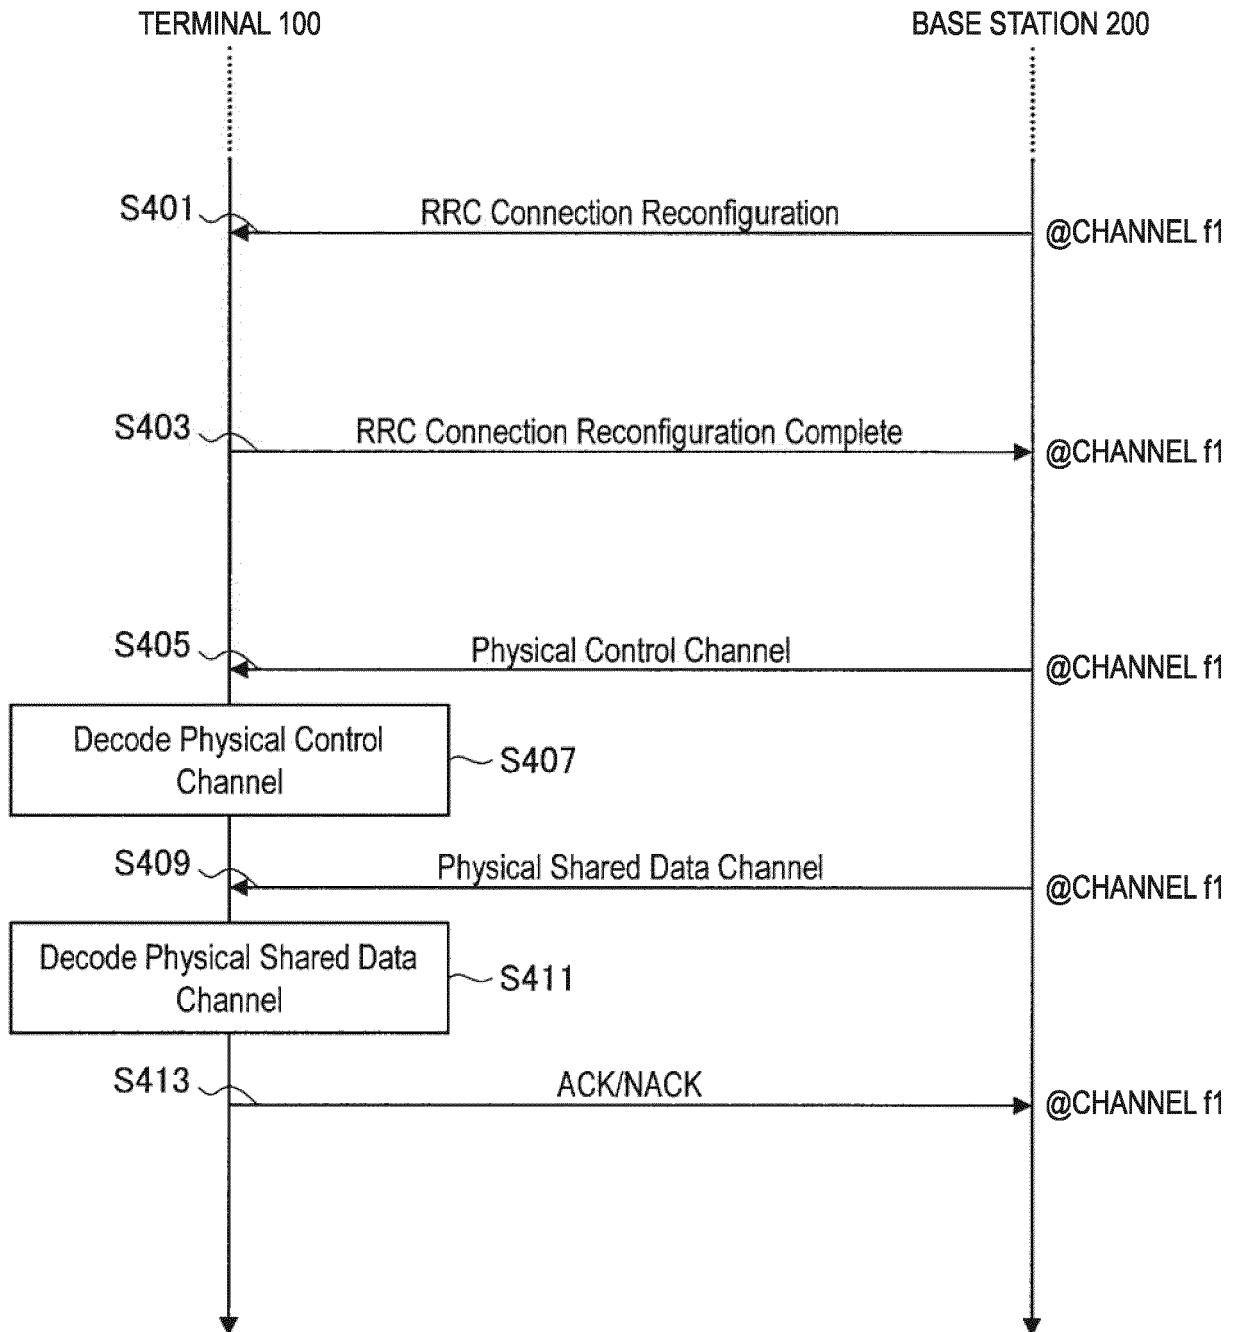 TERMINAL 100
BASE STATION 200
S401
RRC Connection Reconfiguration
@CHANNEL f1
S403
RRC Connection Reconfiguration Complete
@CHANNEL f1
S405
Physical Control Channel
@CHANNEL f1
Decode Physical Control
Channel
S407
S409
Physical Shared Data Channel
@CHANNEL f1
Decode Physical Shared Data
Channel
S411
S413
ACK/NACK
@CHANNEL f1